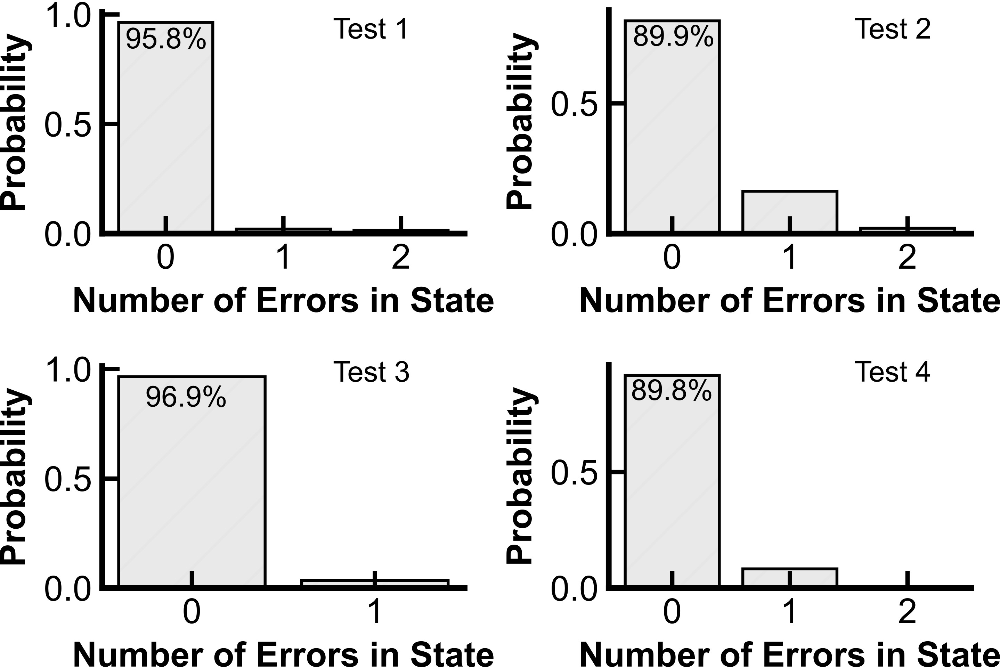 Test 1
1.0
95.8%
0.5
0.0
0 1 2
Probability
Number of Errors in State
Test 2
89.9%
0.5
0.0
0 1 2
Probability
Number of Errors in State
Test 3
1.0
96.9%
0.5
0.0
0 1
Probability
Number of Errors in State
Test 4
89.8%
0.5
0.0
0 1 2
Probability
Number of Errors in State